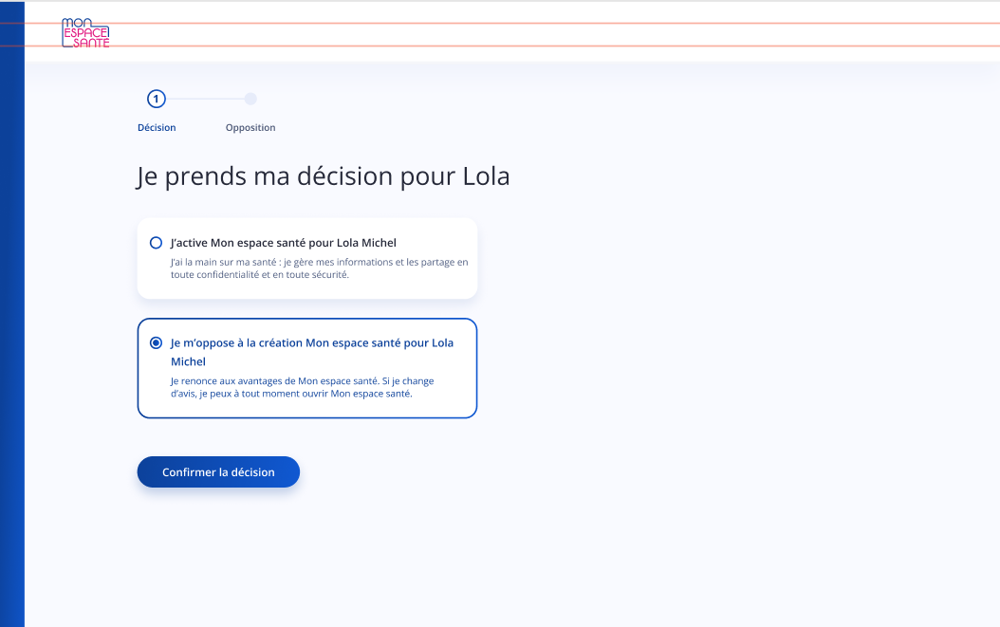 mon
ESPACE
SANTÉ
1
Décision
Opposition
Je prends ma décision pour Lola
J’active Mon espace santé pour Lola Michel
J’ai la main sur ma santé : je gère mes informations et les partage en
toute confidentialité et en toute sécurité.
Je m’oppose à la création Mon espace santé pour Lola
Michel
Je renonce aux avantages de Mon espace santé. Si je change
d’avis, je peux à tout moment ouvrir Mon espace santé.
Confirmer la décision